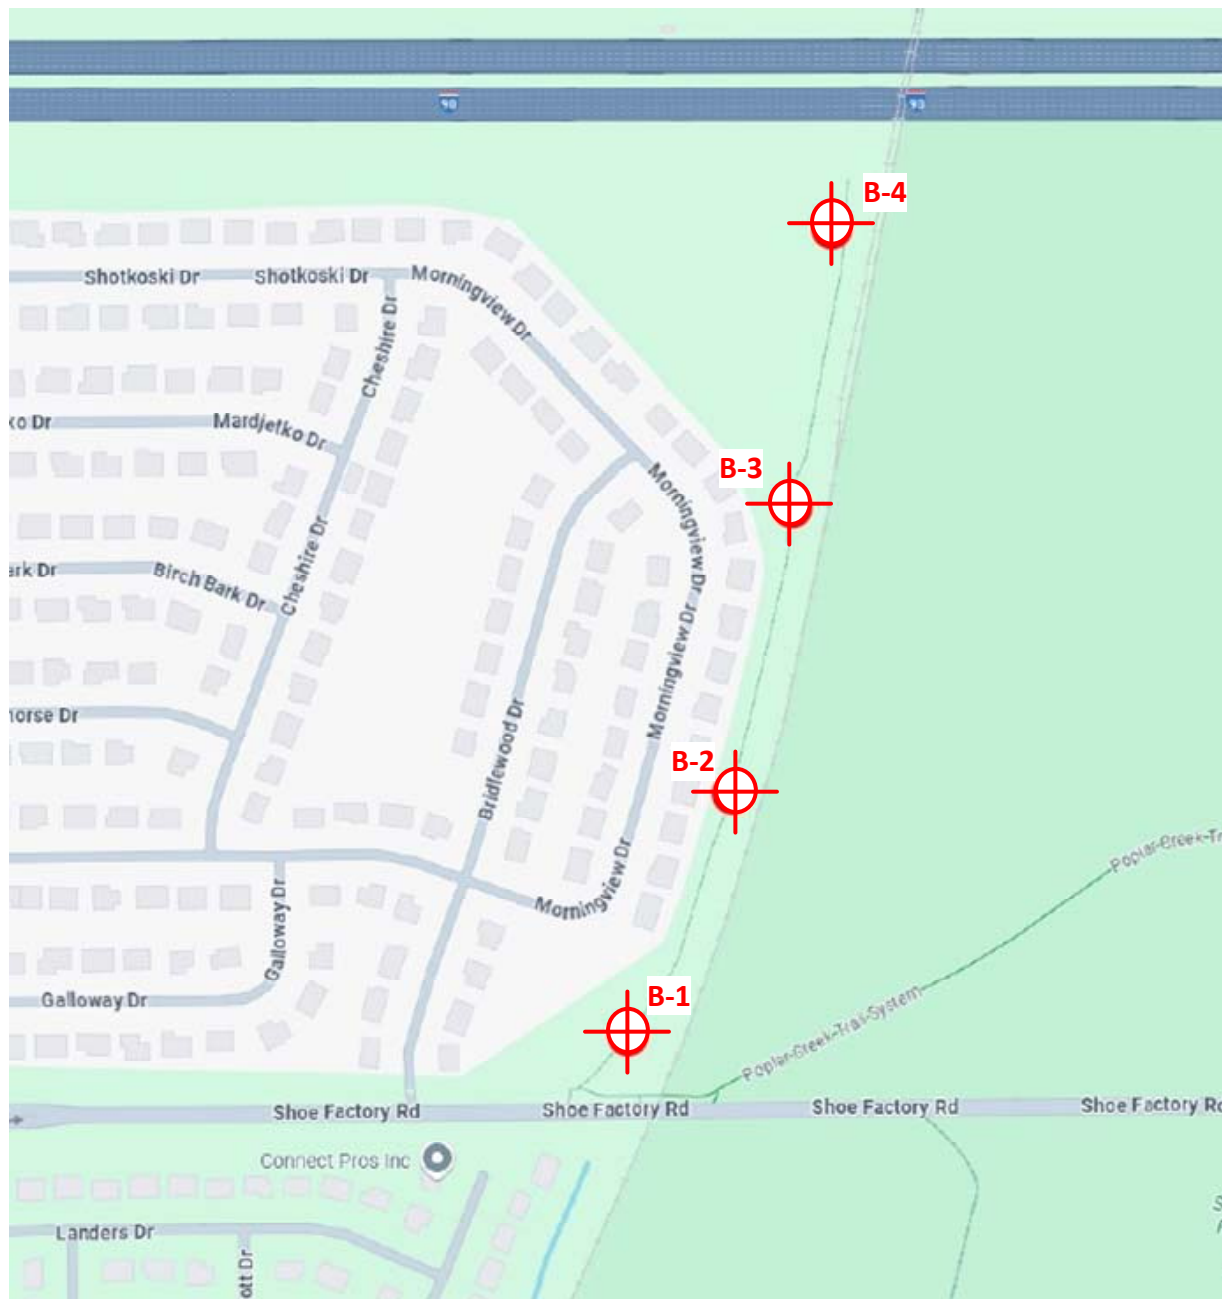 90
90
B-4
Shotkoski Dr
Shotkoski Dr
Morningview Dr
Cheshire Dr
ko Dr
Mardjetko Dr
B-3
Morningview Dr
Cheshire Dr
ark Dr
Birch Bark Dr
Morningview Dr
horse Dr
Bridlewood Dr
B-2
Poplar-Creek-Tr
Morningview Dr
Galloway Dr
Galloway Dr
B-1
Poplar-Creek-Trail-System
Shoe Factory Rd
Shoe Factory Rd
Shoe Factory Rd
Shoe Factory Rd
Connect Pros Inc
Landers Dr
ott Dr